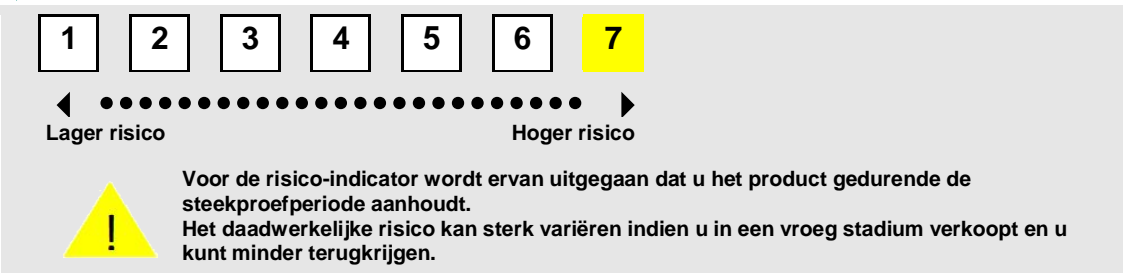 1 2 3 4 5 6 7
Lager risico Hoger risico
!
Voor de risico-indicator wordt ervan uitgegaan dat u het product gedurende de
steekproefperiode aanhoudt.
Het daadwerkelijke risico kan sterk variëren indien u in een vroeg stadium verkoopt en u
kunt minder terugkrijgen.